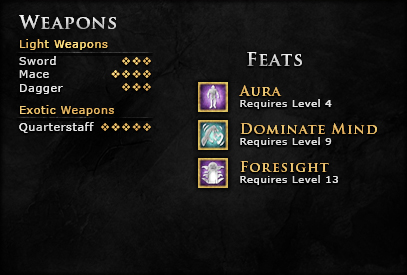 Weapons
Light Weapons
Sword
Mace
Dagger
Exotic Weapons
Quarterstaff
Feats
Aura
Requires Level 4
Dominate Mind
Requires Level 9
Foresight
Requires Level 13